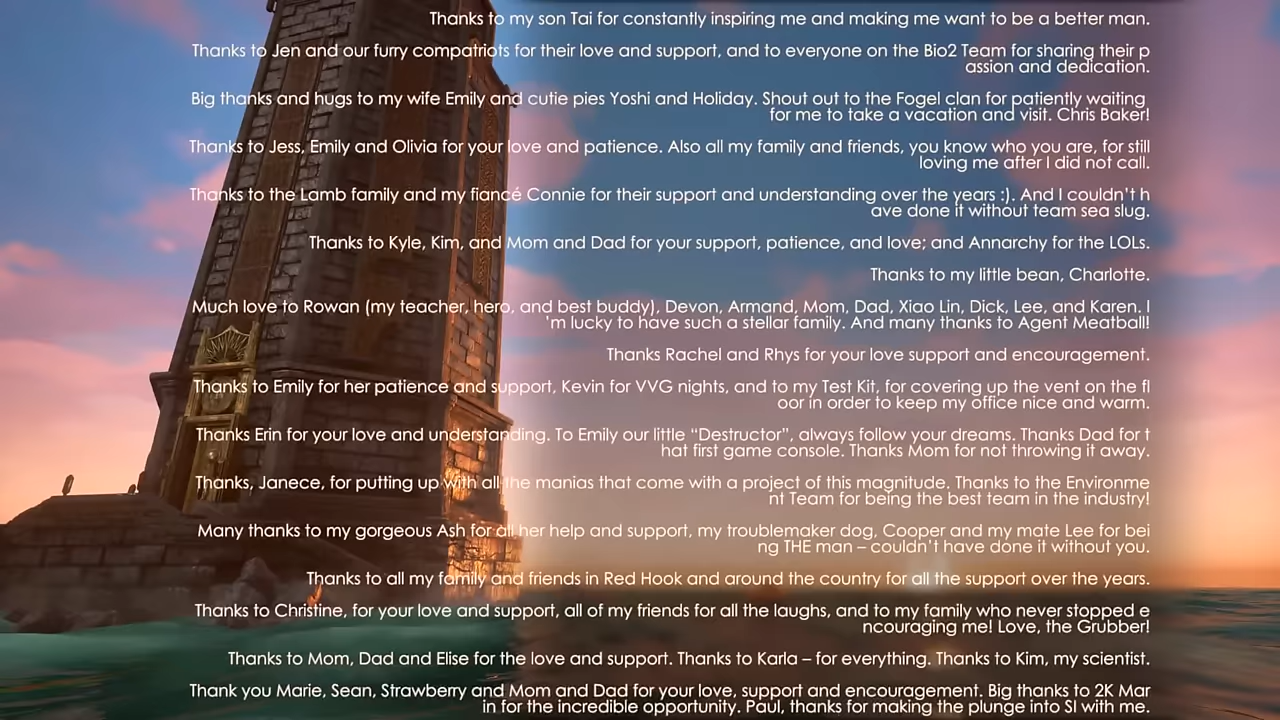 Thanks to my son Tai for constantly inspiring me and making me want to be a better man.
Thanks to Jen and our furry compatriots for their love and support, and to everyone on the Bio2 Team for sharing their p
assion and dedication.
Big thanks and hugs to my wife Emily and cutie pies Yoshi and Holiday. Shout out to the Fogel clan for patiently waiting
for me to take a vacation and visit. Chris Baker!
Thanks to Jess, Emily and Olivia for your love and patience. Also all my family and friends, you know who you are, for still
loving me after I did not call.
Thanks to the Lamb family and my fiancé Connie for their support and understanding over the years :). And I couldn't h
ave done it without team sea slug.
Thanks to Kyle, Kim, and Mom and Dad for your support, patience, and love; and Annarchy for the LOLs.
Thanks to my little bean, Charlotte.
Much love to Rowan (my teacher, hero, and best buddy), Devon, Armand, Mom, Dad, Xiao Lin, Dick, Lee, and Karen. I
'm lucky to have such a stellar family. And many thanks to Agent Meatball!
Thanks Rachel and Rhys for your love support and encouragement.
Thanks to Emily for her patience and support, Kevin for VVG nights, and to my Test Kit, for covering up the vent on the fl
oor in order to keep my office nice and warm.
Thanks Erin for your love and understanding. To Emily our little “Destructor”, always follow your dreams. Thanks Dad for t
hat first game console. Thanks Mom for not throwing it away.
Thanks, Janece, for putting up with all the manias that come with a project of this magnitude. Thanks to the Environme
nt Team for being the best team in the industry!
Many thanks to my gorgeous Ash for all her help and support, my troublemaker dog, Cooper and my mate Lee for bei
ng THE man – couldn't have done it without you.
Thanks to all my family and friends in Red Hook and around the country for all the support over the years.
Thanks to Christine, for your love and support, all of my friends for all the laughs, and to my family who never stopped e
ncouraging me! Love, the Grubber!
Thanks to Mom, Dad and Elise for the love and support. Thanks to Karla – for everything. Thanks to Kim, my scientist.
Thank you Marie, Sean, Strawberry and Mom and Dad for your love, support and encouragement. Big thanks to 2K Mar
in for the incredible opportunity. Paul, thanks for making the plunge into SI with me.